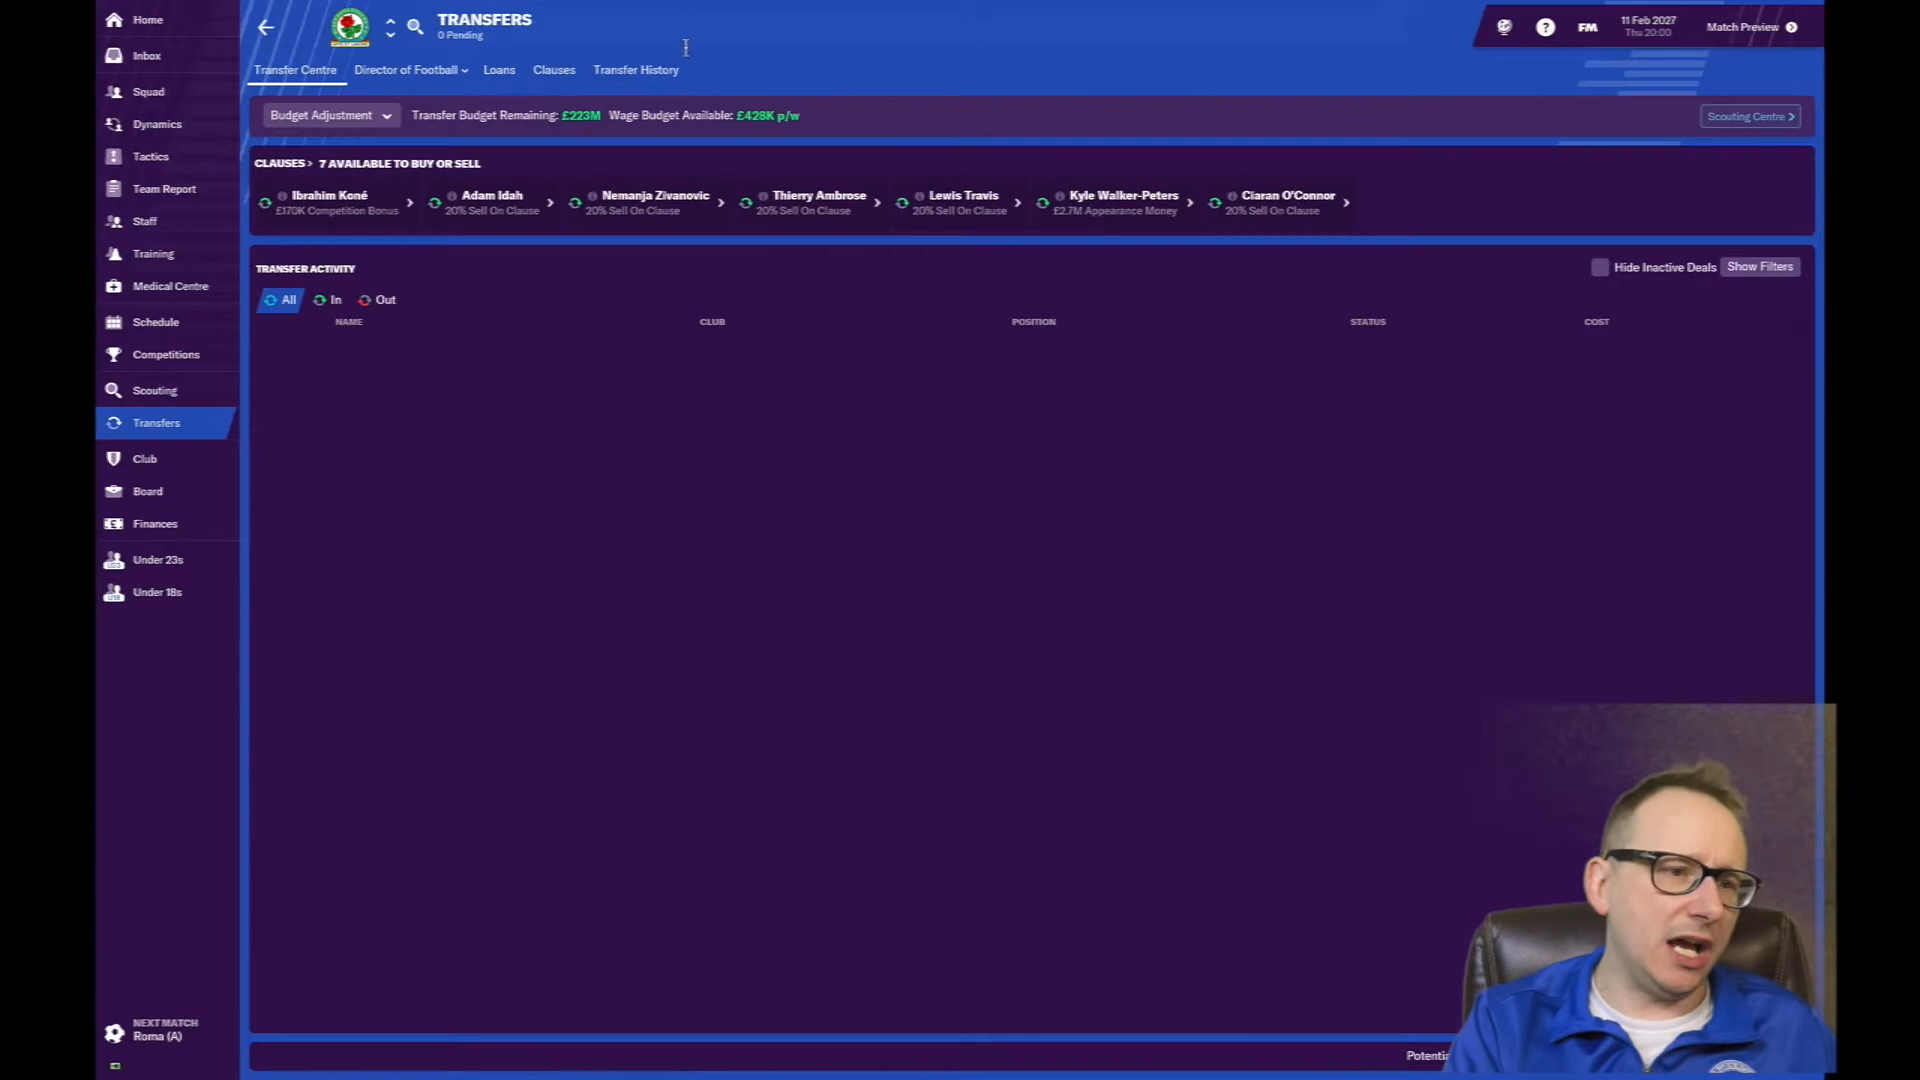 Home
Inbox
Squad
Dynamics
Tactics
Team Report
Staff
Training
Medical Centre
Schedule
Competitions
Scouting
Transfers
Club
Board
Finances
Under 23s
Under 18s
NEXT MATCH
Roma (A)
TRANSFERS
0 Pending
FM
11 Feb 2027
Thu 20:00
Match Preview
Transfer Centre Director of Football Loans Clauses Transfer History
Budget Adjustment Transfer Budget Remaining: £223M Wage Budget Available: £428K p/w Scouting Centre >
CLAUSES > 7 AVAILABLE TO BUY OR SELL
Ibrahim Koné
£170K Competition Bonus
Adam Idah
20% Sell On Clause
Nemanja Zivanovic
20% Sell On Clause
Thierry Ambrose
20% Sell On Clause
Lewis Travis
20% Sell On Clause
Kyle Walker-Peters
£2.7M Appearance Money
Ciaran O'Connor
20% Sell On Clause
TRANSFER ACTIVITY Hide Inactive Deals Show Filters
All In Out
NAME CLUB POSITION STATUS COST